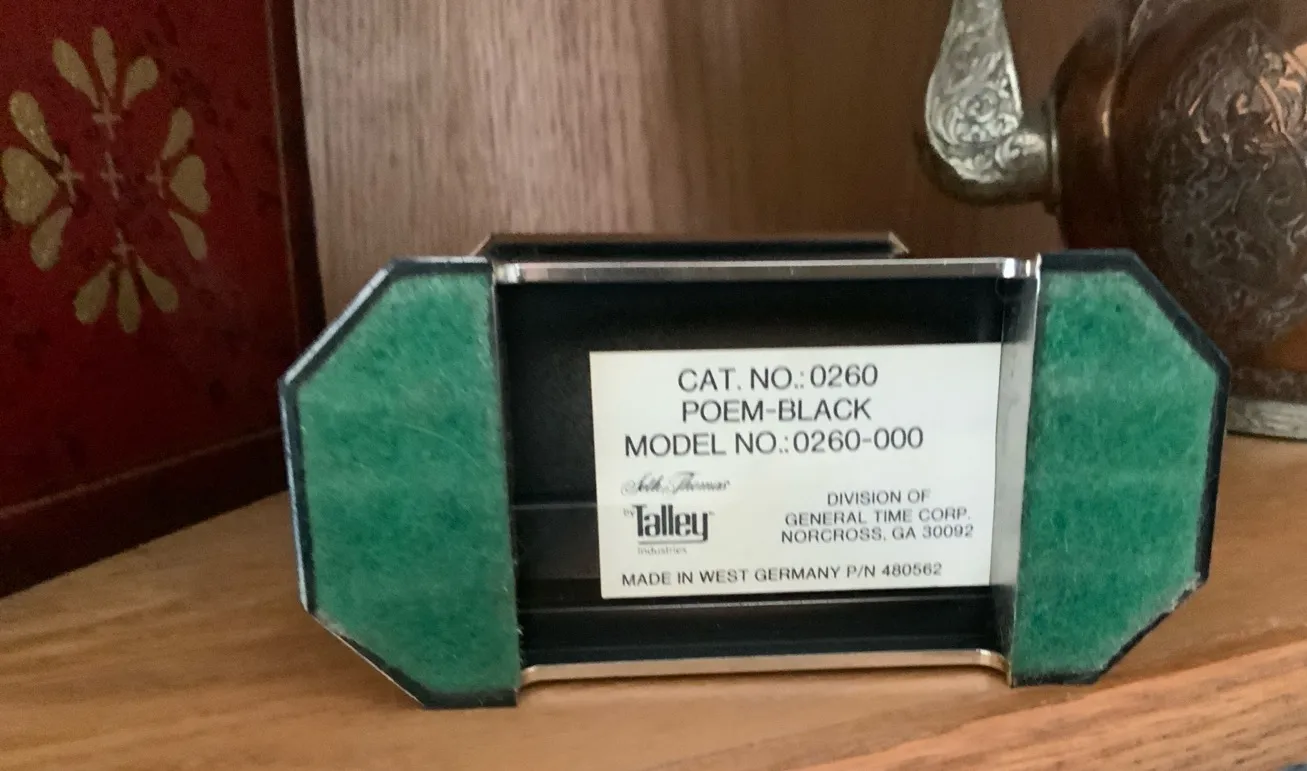 CAT. NO.: 0260
POEM-BLACK
MODEL NO.: 0260-000
Seth Thomas
by Talley
Industries
DIVISION OF
GENERAL TIME CORP.
NORCROSS, GA 30092
MADE IN WEST GERMANY P/N 480562